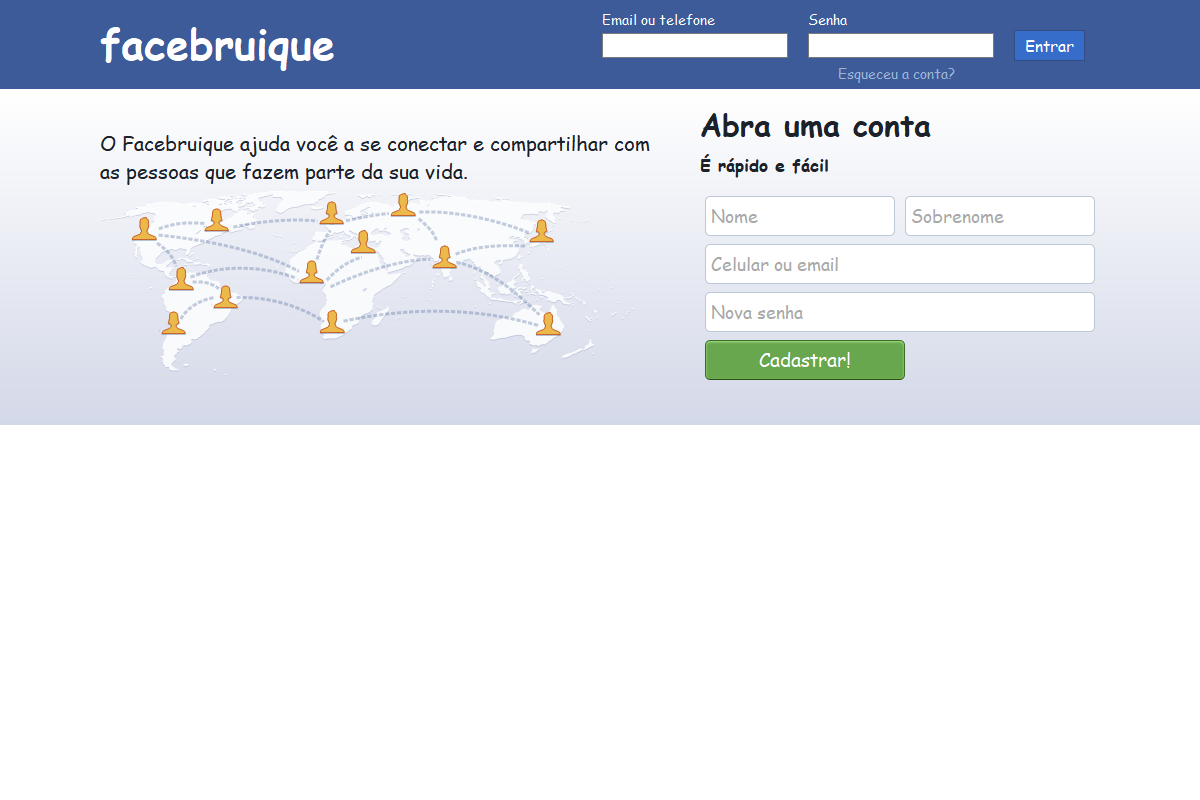 facebruique
Email ou telefone
Senha
Entrar
Esqueceu a conta?
O Facebruique ajuda você a se conectar e compartilhar com
as pessoas que fazem parte da sua vida.
Abra uma conta
É rápido e fácil
Nome
Sobrenome
Celular ou email
Nova senha
Cadastrar!